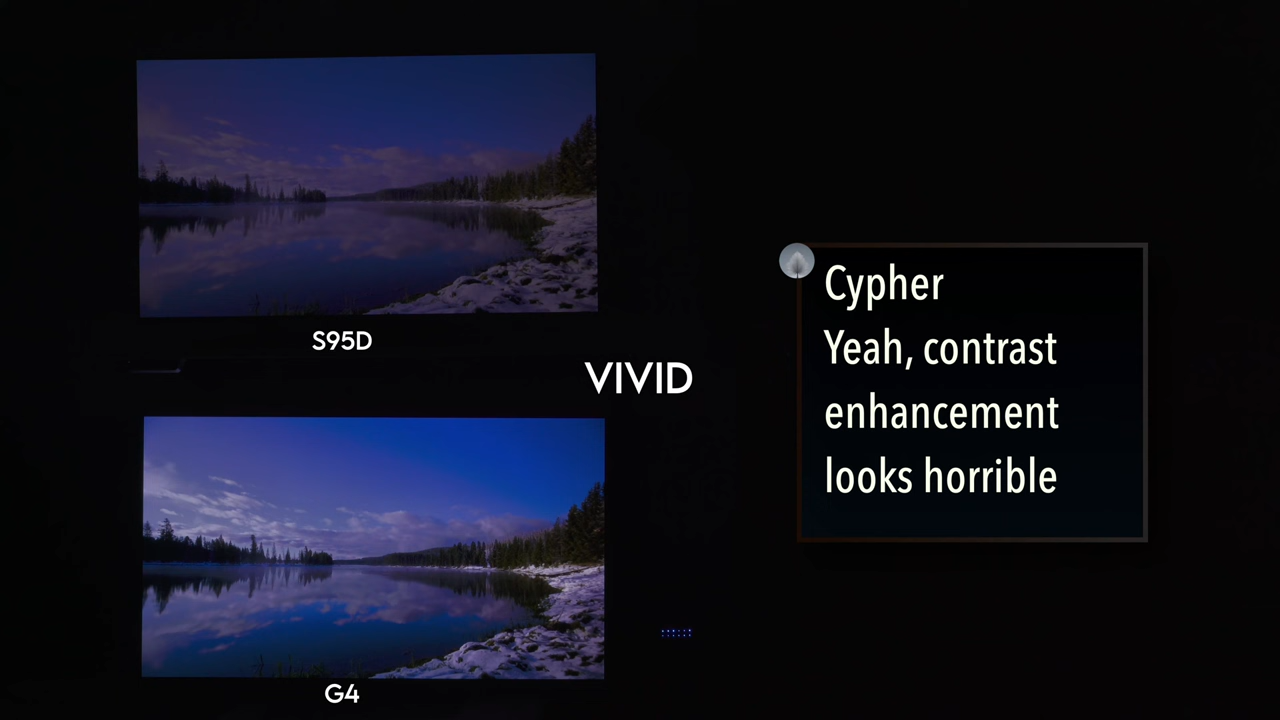 S95D
VIVID
G4
Cypher
Yeah, contrast
enhancement
looks horrible